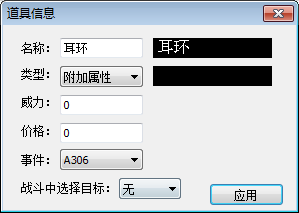 道具信息
名称： 耳环 耳环
类型： 附加属性
威力： 0
价格： 0
事件： A306
战斗中选择目标： 无 应用